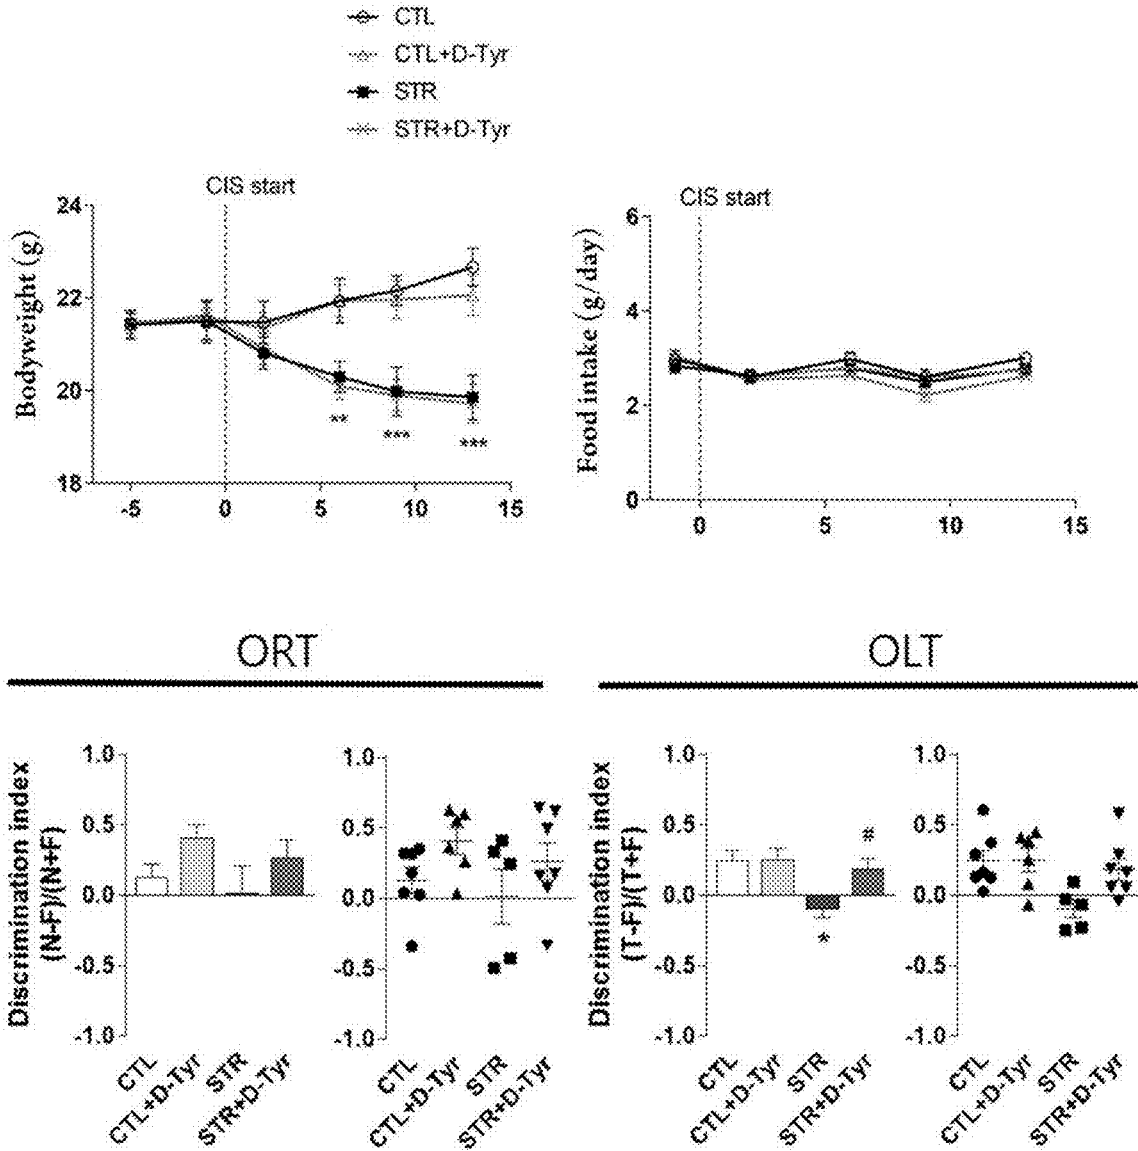 CTL
CTL+D-Tyr
STR
STR+D-Tyr
CIS start
24
22
20
18
Bodyweight (g)
**
***
***
-5
0
5
10
15
CIS start
6
4
2
0
Food intake (g/day)
0
5
10
15
ORT
OLT
Discrimination index
(N-F)/(N+F)
1.0
0.5
0.0
-0.5
-1.0
CTL
CTL+D-Tyr
STR
STR+D-Tyr
1.0
0.5
0.0
-0.5
-1.0
CTL
CTL+D-Tyr
STR
STR+D-Tyr
Discrimination index
(T-F)/(T+F)
1.0
0.5
0.0
-0.5
-1.0
*
#
CTL
CTL+D-Tyr
STR
STR+D-Tyr
1.0
0.5
0.0
-0.5
-1.0
CTL
CTL+D-Tyr
STR
STR+D-Tyr